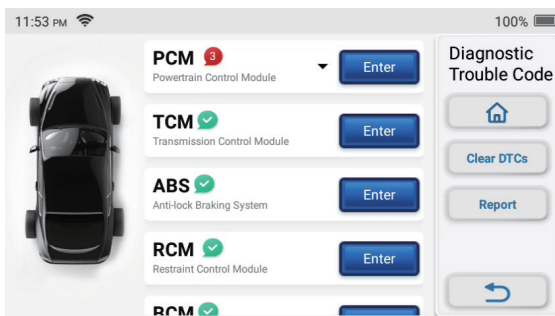 11:53 PM
100%
PCM 3
Powertrain Control Module
Enter
TCM
Transmission Control Module
Enter
ABS
Anti-lock Braking System
Enter
RCM
Restraint Control Module
Enter
BCM
Diagnostic
Trouble Code
Clear DTCs
Report